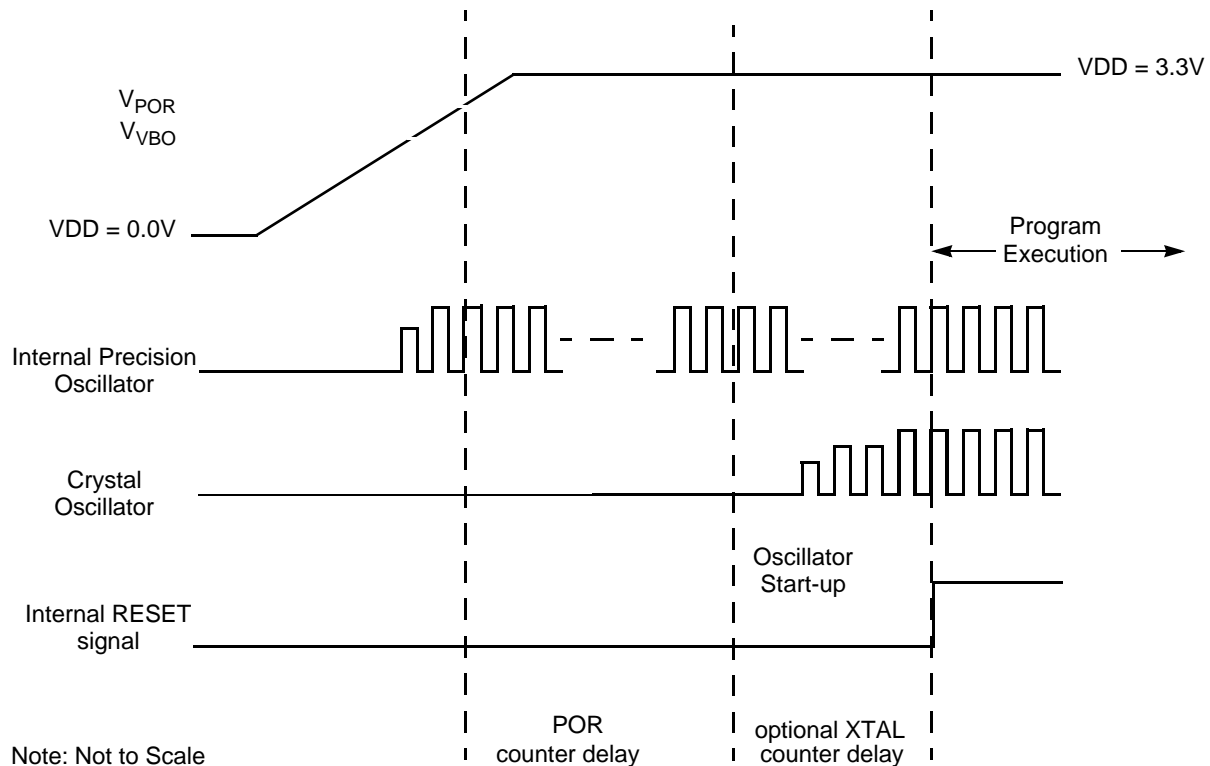 VDD = 3.3V
VPOR
VVBO
VDD = 0.0V
Program
Execution
Internal Precision
Oscillator
Crystal
Oscillator
Oscillator
Start-up
Internal RESET
signal
POR
counter delay
optional XTAL
counter delay
Note: Not to Scale